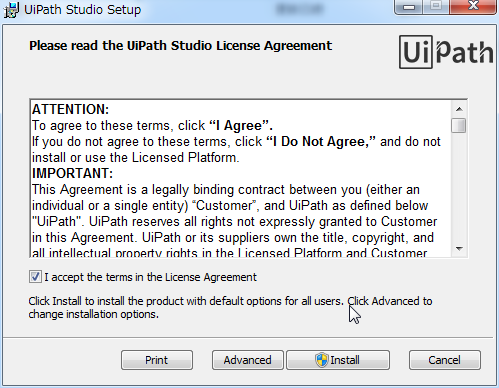 UiPath Studio Setup
Please read the UiPath Studio License Agreement
UiPath
ATTENTION:
To agree to these terms, click “I Agree”.
If you do not agree to these terms, click “I Do Not Agree,” and do not
install or use the Licensed Platform.
IMPORTANT:
This Agreement is a legally binding contract between you (either an
individual or a single entity) “Customer”, and UiPath as defined below
"UiPath". UiPath reserves all rights not expressly granted to Customer
in this Agreement. UiPath or its suppliers own the title, copyright, and
all intellectual property rights in the Licensed Platform and Customer
I accept the terms in the License Agreement
Click Install to install the product with default options for all users. Click Advanced to
change installation options.
Print
Advanced
Install
Cancel